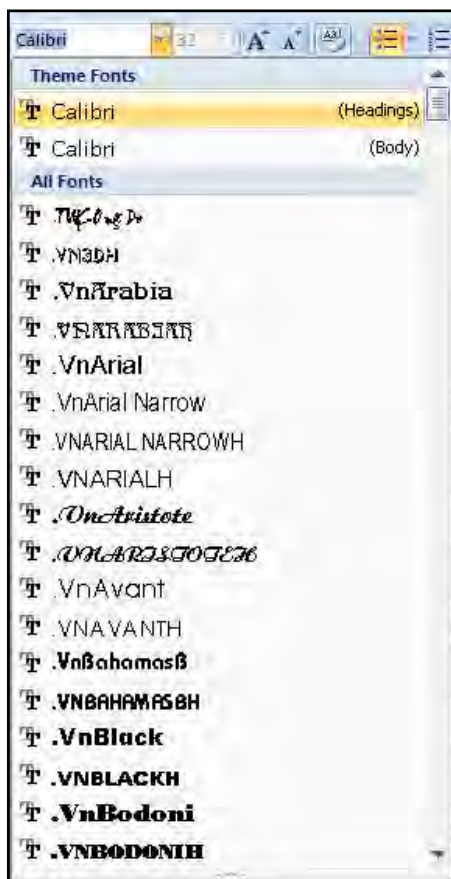 Calibri 32 A A
Theme Fonts
Calibri (Headings)
Calibri (Body)
All Fonts
.VN3DH
.VnArabia
.VNARABIAH
.VnArial
.VnArial Narrow
.VNARIAL NARROWH
.VNARIALH
.VnAristote
.VNARISTOTEH
.VnAvant
.VNAVANTH
.VnBahamasB
.VNBAHAMASBH
.VnBlack
.VNBLACKH
.VnBodoni
.VNBODONIH